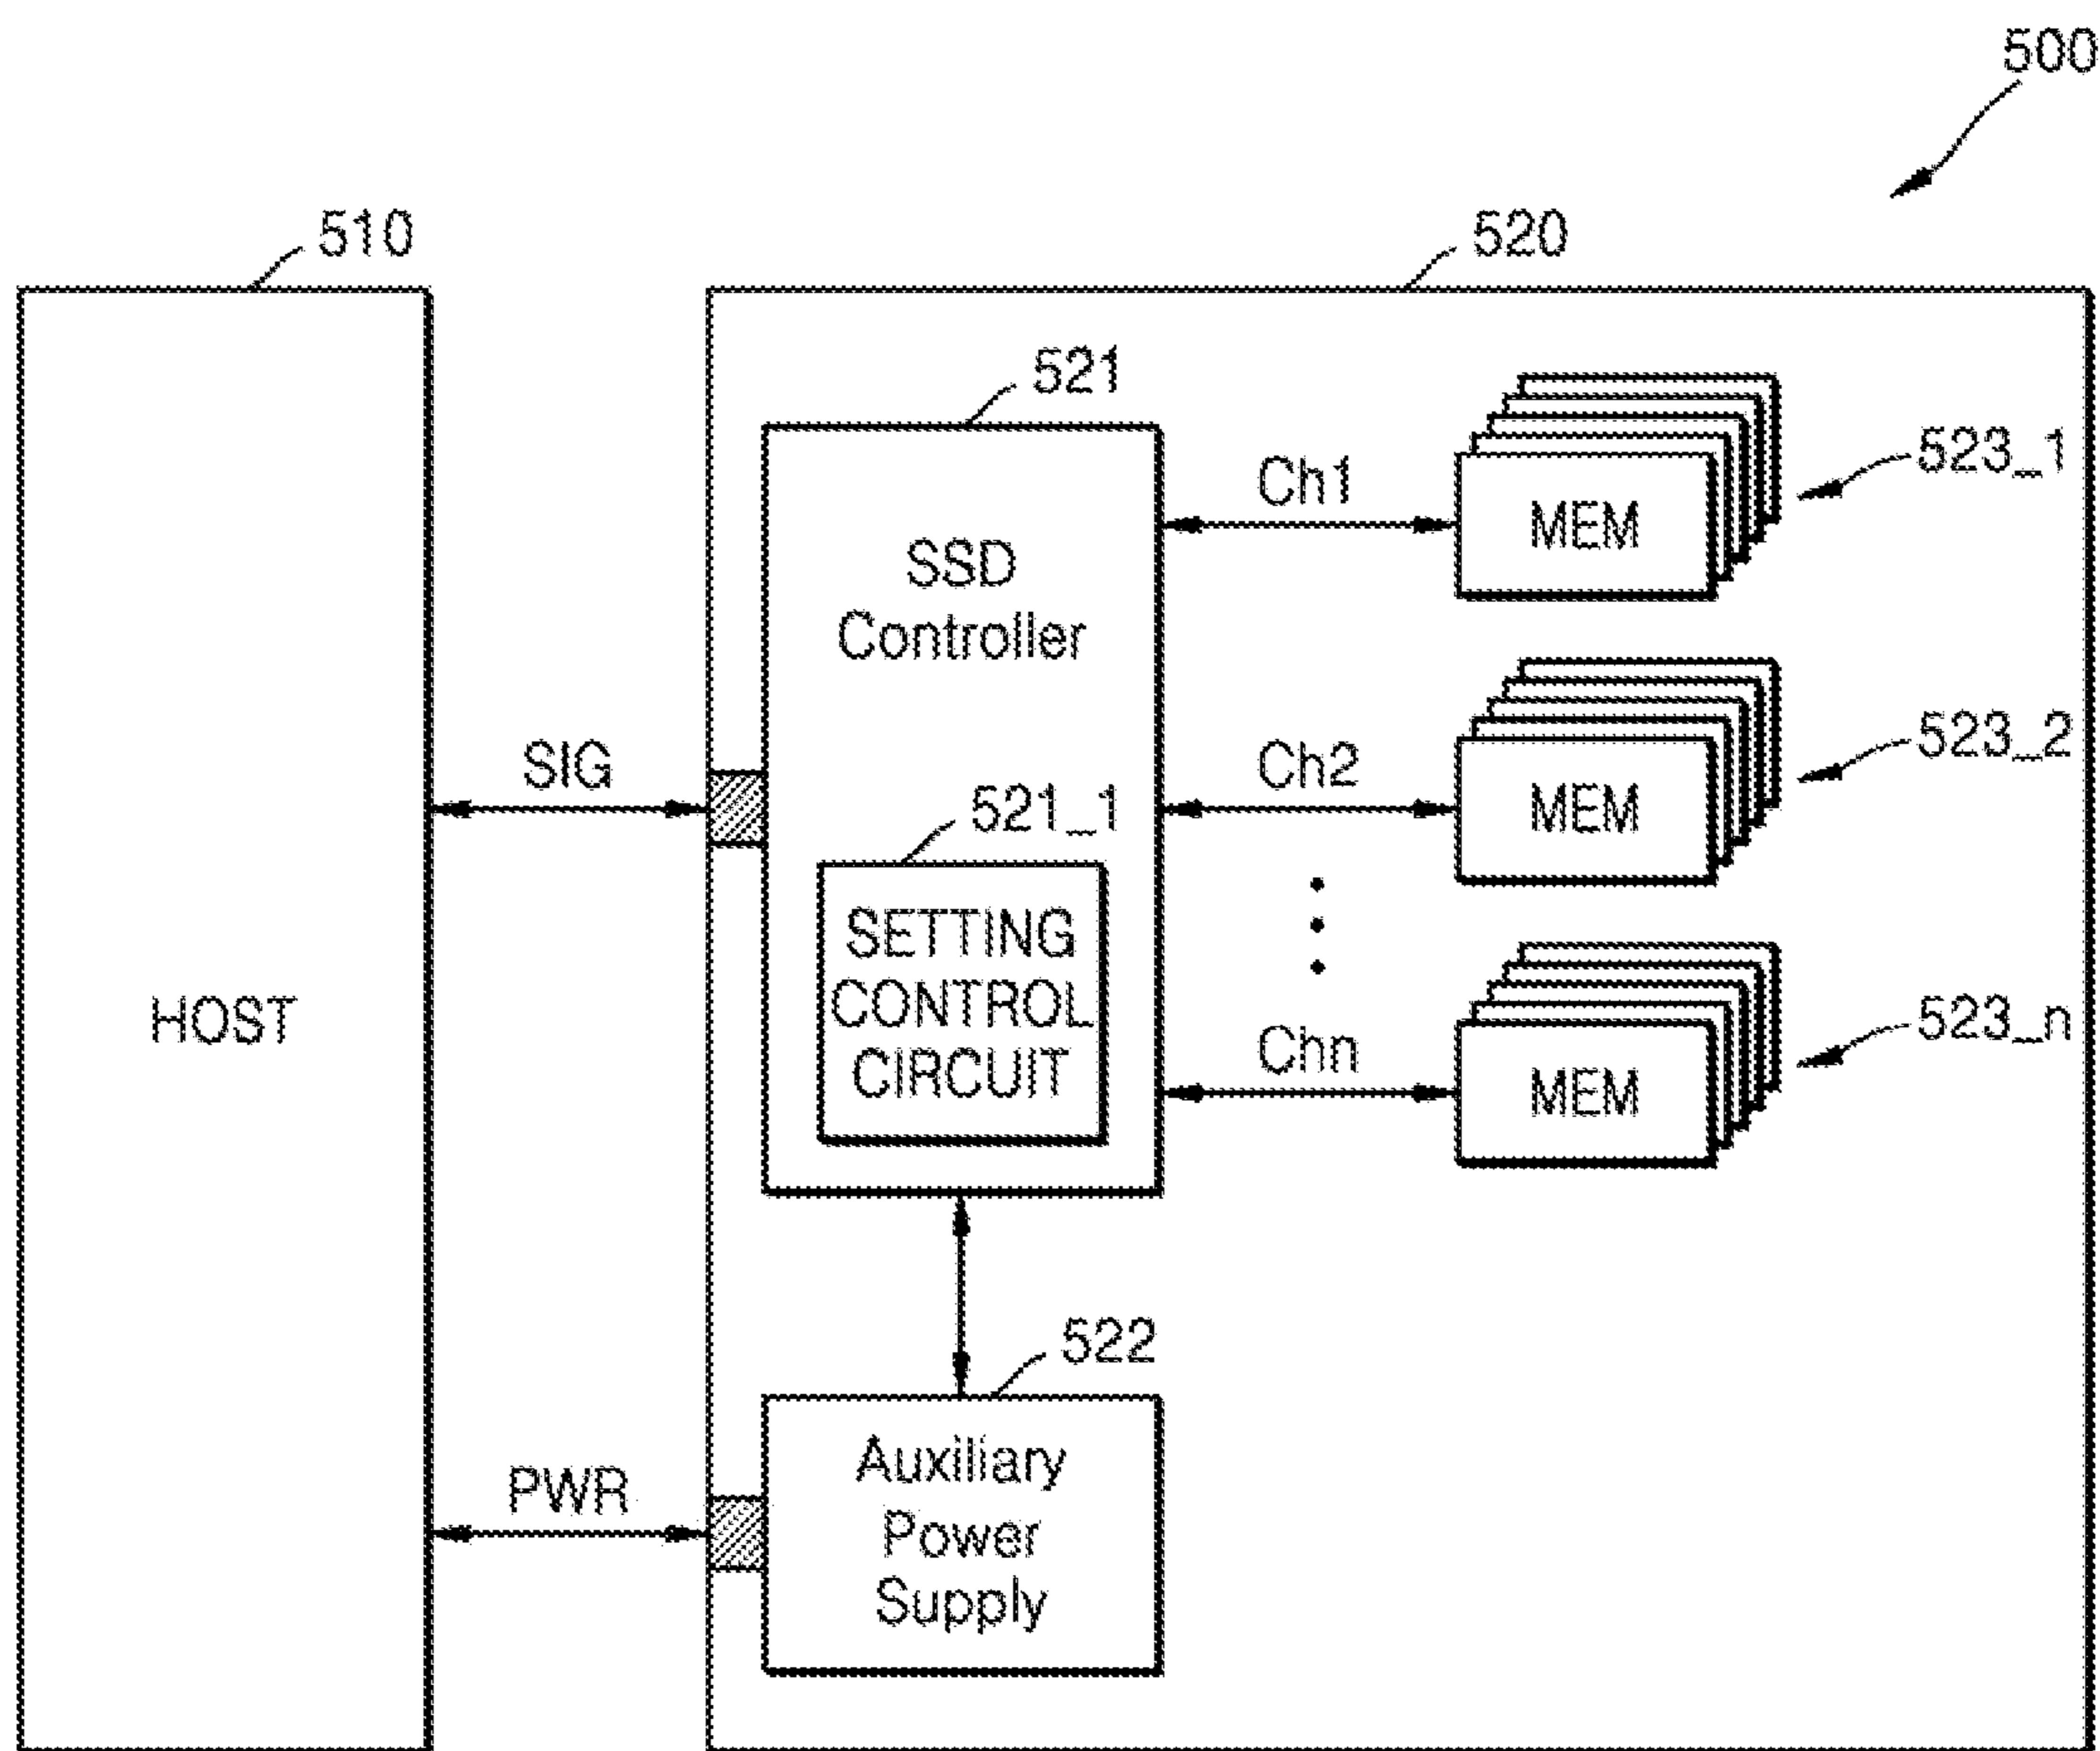 500
510
520
521
523_1
Ch1
MEM
SSD
Controller
523_2
SIG
Ch2
521_1
MEM
SETTING
CONTROL
CIRCUIT
HOST
523_n
Chn
MEM
522
Auxiliary
Power
Supply
PWR